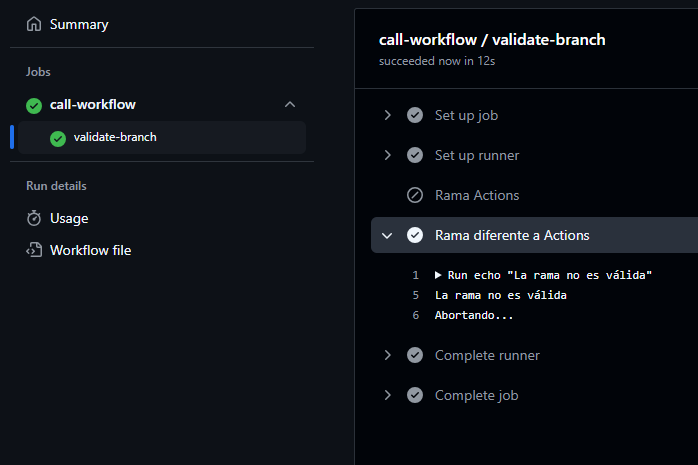 Summary
Jobs
call-workflow
validate-branch
Run details
Usage
Workflow file
call-workflow / validate-branch
succeeded now in 12s
Set up job
Set up runner
Rama Actions
Rama diferente a Actions
1 ▶ Run echo "La rama no es válida"
5 La rama no es válida
6 Abortando...
Complete runner
Complete job